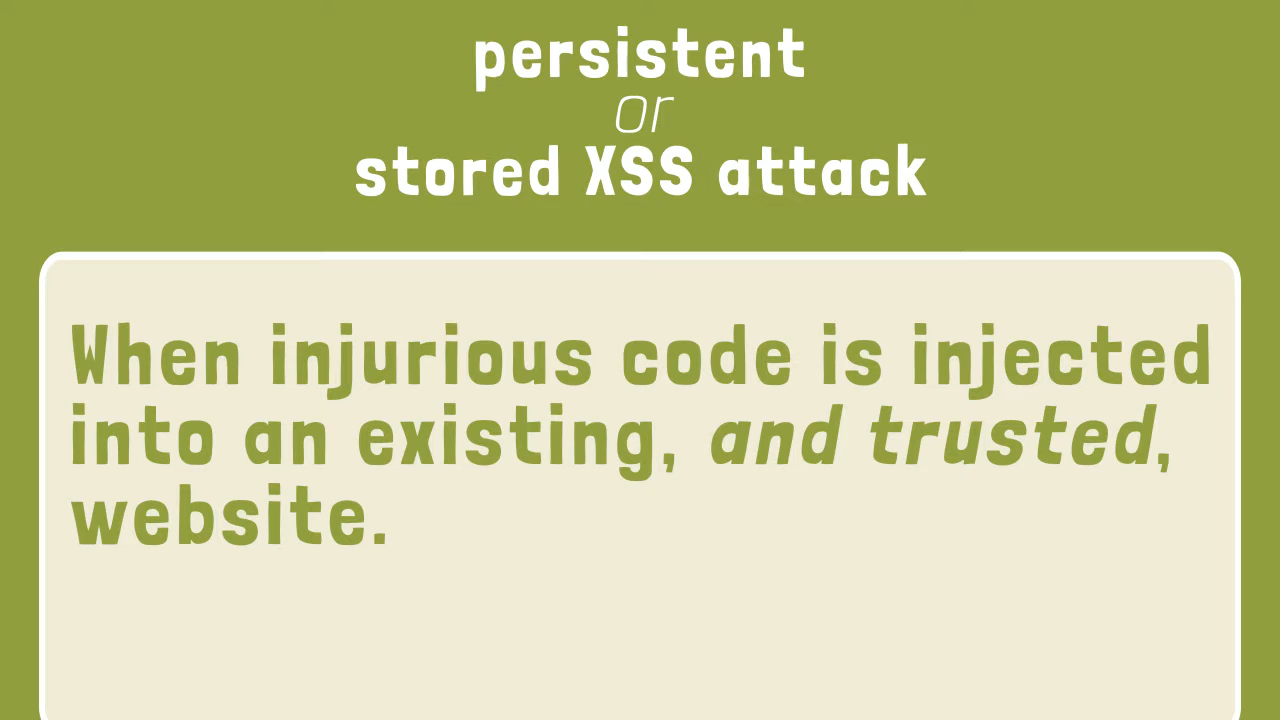 persistent
or
stored XSS attack
When injurious code is injected
into an existing, and trusted,
website.